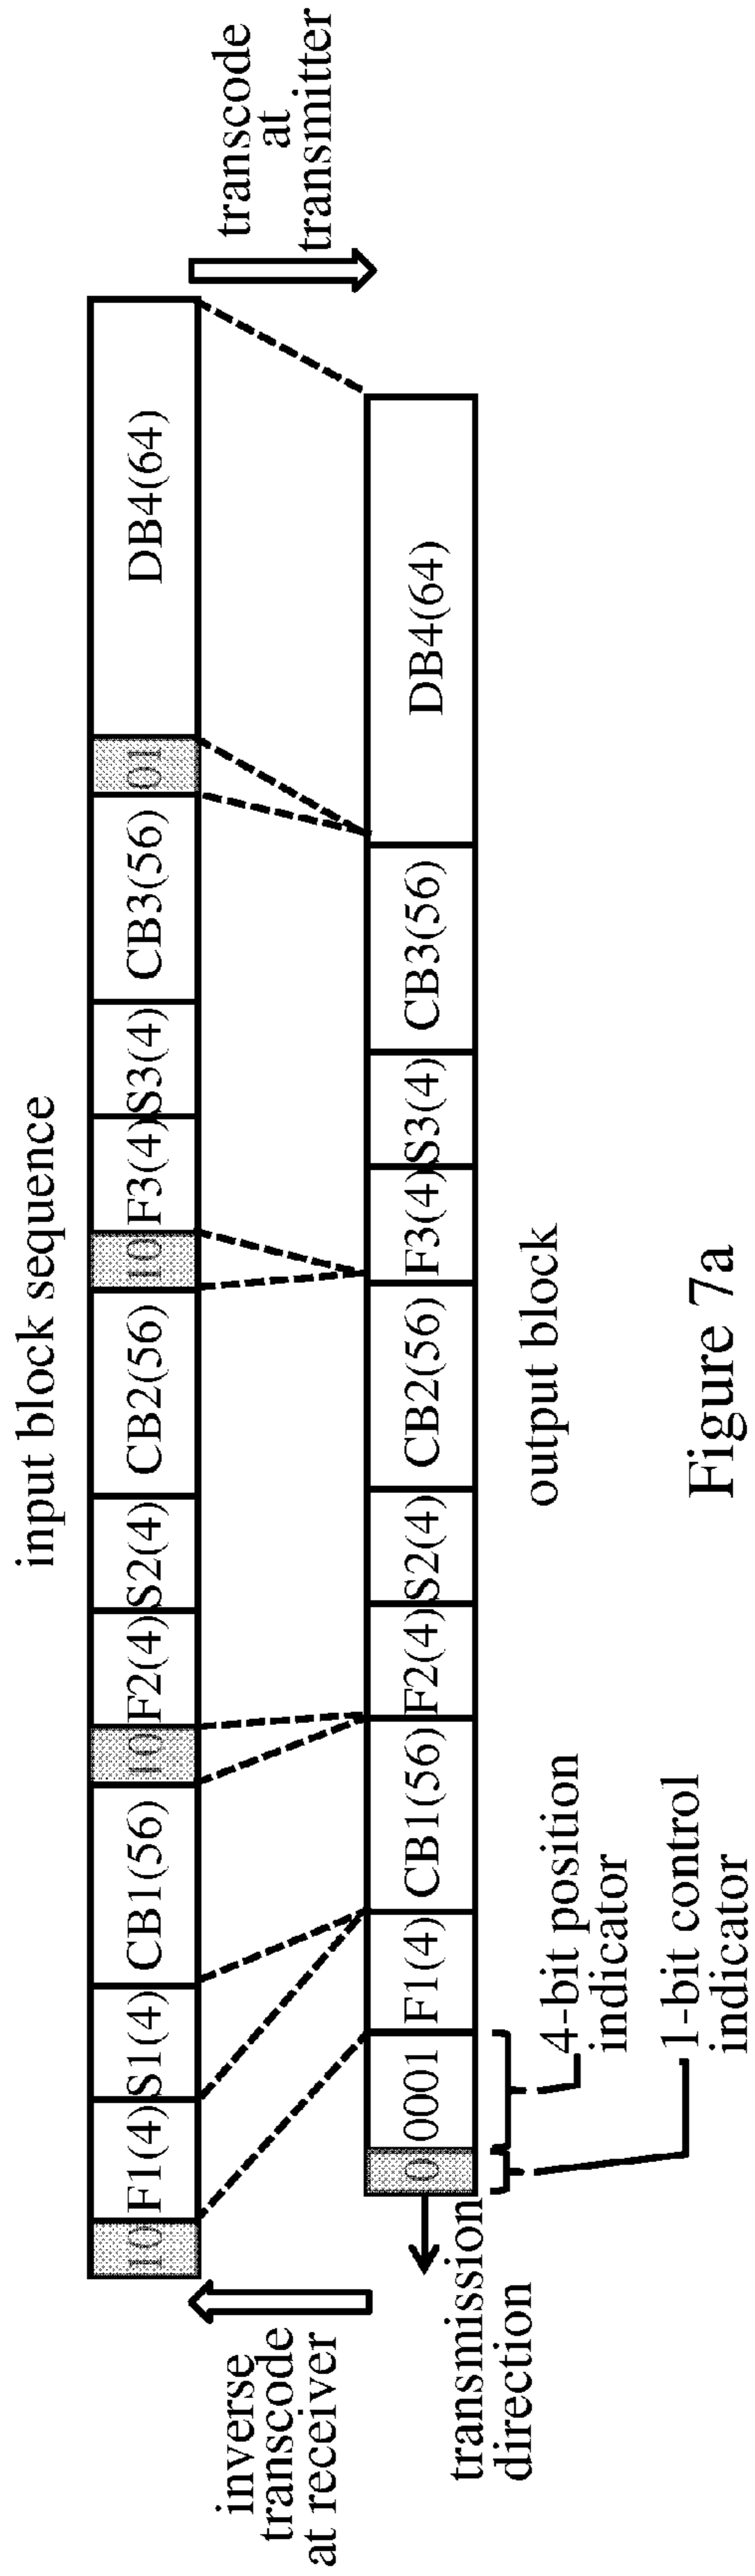 input block sequence
10 F1(4) S1(4) CB1(56) 10 F2(4) S2(4) CB2(56) 10 F3(4) S3(4) CB3(56) 01 DB4(64)
inverse
transcode
at receiver
transcode
at
transmitter
0 0001 F1(4) CB1(56) F2(4) S2(4) CB2(56) F3(4) S3(4) CB3(56) DB4(64)
transmission
direction
4-bit position
indicator
1-bit control
indicator
output block
Figure 7a